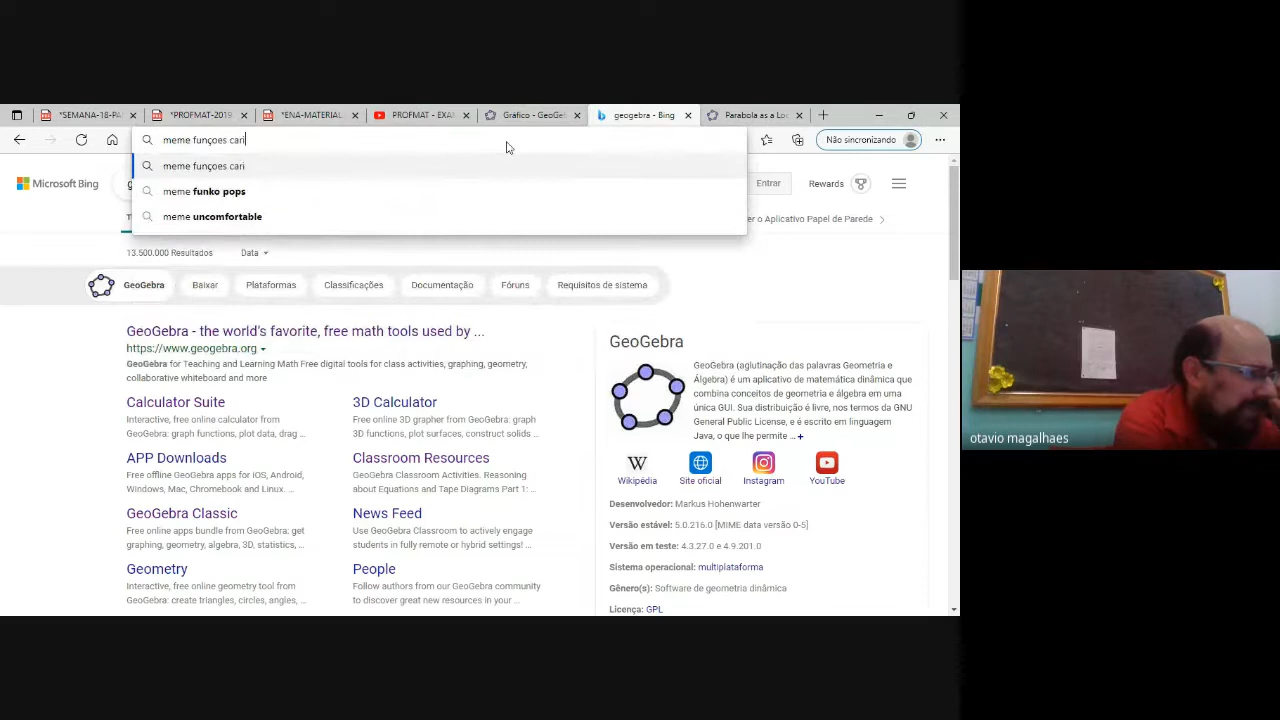 *SEMANA-18-PA
*PROFMAT-2019
*ENA-MATERIAL
PROFMAT - EXA
Gráfico - GeoGe
geogebra - Bing
Parabola as a Lo
meme funçoes cari
Não sincronizando
meme funçoes cari
meme funko pops
meme uncomfortable
Microsoft Bing
g
Entrar
Rewards
T
er o Aplicativo Papel de Parede
13.500.000 Resultados
Data
GeoGebra
Baixar
Plataformas
Classificações
Documentação
Fóruns
Requisitos de sistema
GeoGebra - the world's favorite, free math tools used by ...
https://www.geogebra.org
GeoGebra for Teaching and Learning Math Free digital tools for class activities, graphing, geometry,
collaborative whiteboard and more
Calculator Suite
Interactive, free online calculator from
GeoGebra: graph functions, plot data, drag ...
3D Calculator
Free online 3D grapher from GeoGebra: graph
3D functions, plot surfaces, construct solids ...
APP Downloads
Free offline GeoGebra apps for iOS, Android,
Windows, Mac, Chromebook and Linux. ...
Classroom Resources
GeoGebra Classroom Activities. Reasoning
about Equations and Tape Diagrams Part 1: ...
GeoGebra Classic
Free online apps bundle from GeoGebra: get
graphing, geometry, algebra, 3D, statistics, ...
News Feed
Use GeoGebra Classroom to actively engage
students in fully remote or hybrid settings! ...
Geometry
Interactive, free online geometry tool from
GeoGebra: create triangles, circles, angles, ...
People
Follow authors from our GeoGebra community
to discover great new resources in your ...
GeoGebra
GeoGebra (aglutinação das palavras Geometria e
Álgebra) é um aplicativo de matemática dinâmica que
combina conceitos de geometria e álgebra em uma
única GUI. Sua distribuição é livre, nos termos da GNU
General Public License, e é escrito em linguagem
Java, o que lhe permite ... +
W
Wikipédia
Site oficial
Instagram
YouTube
Desenvolvedor: Markus Hohenwarter
Versão estável: 5.0.216.0 [MIME data version 0-5]
Versão em teste: 4.3.27.0 e 4.9.201.0
Sistema operacional: multiplataforma
Gênero(s): Software de geometria dinâmica
Licença: GPL
otavio magalhaes